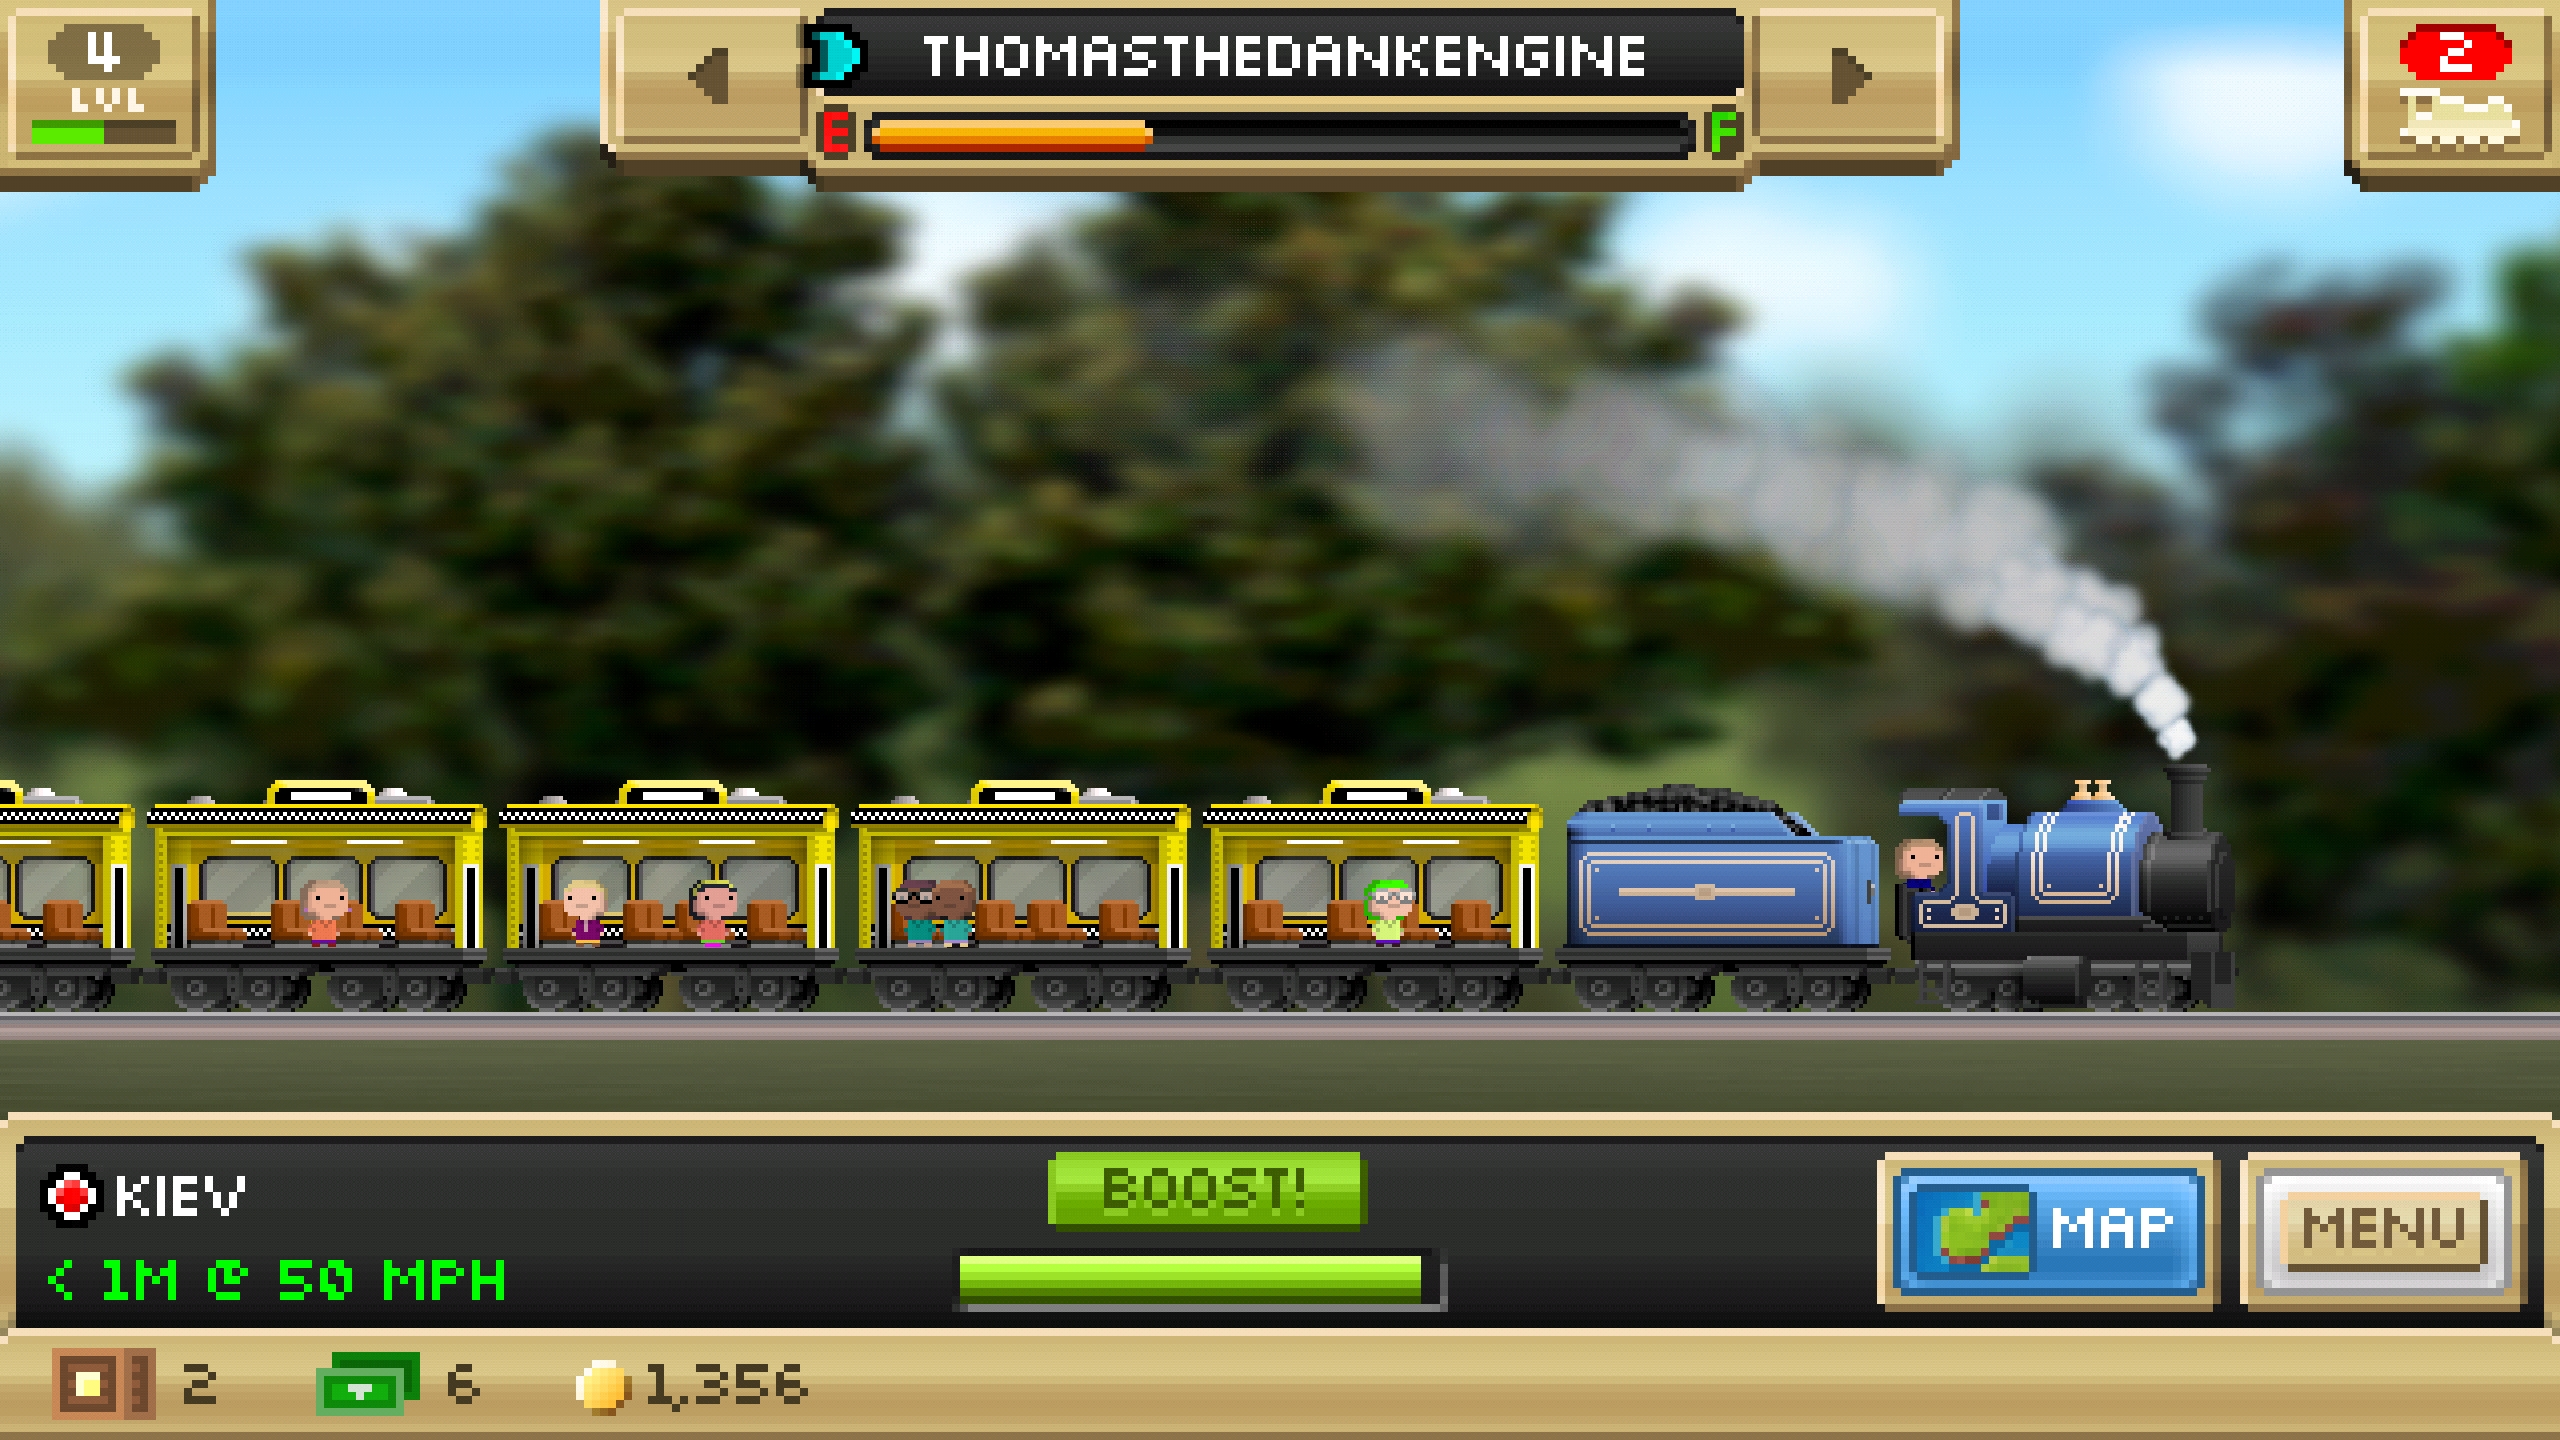 4
LVL
THOMASTHEDANKENGINE
E F
2
KIEV
< 1M @ 50 MPH
BOOST!
MAP
MENU
2 6 1,356